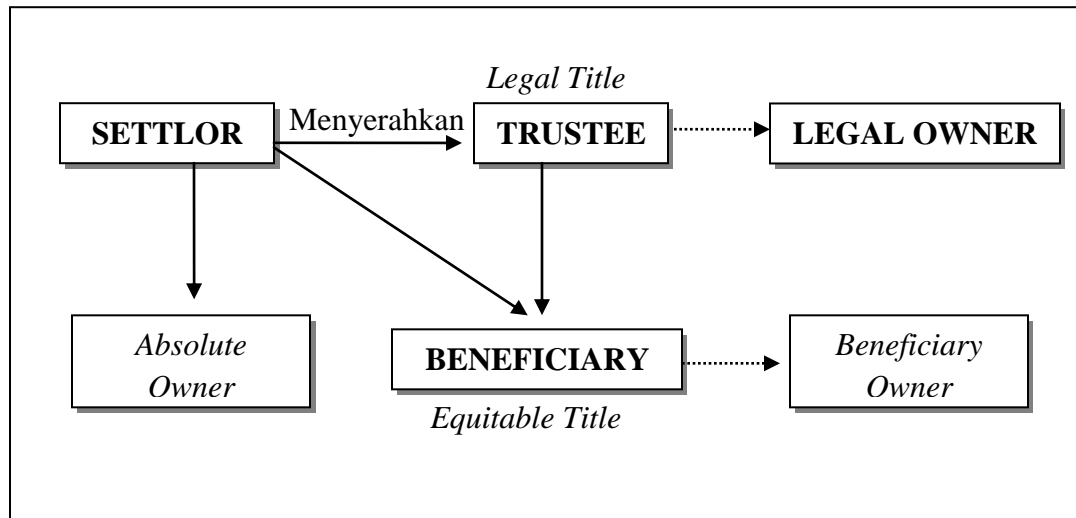 Legal Title
SETTLOR
Menyerahkan
TRUSTEE
LEGAL OWNER
Absolute
Owner
BENEFICIARY
Beneficiary
Owner
Equitable Title